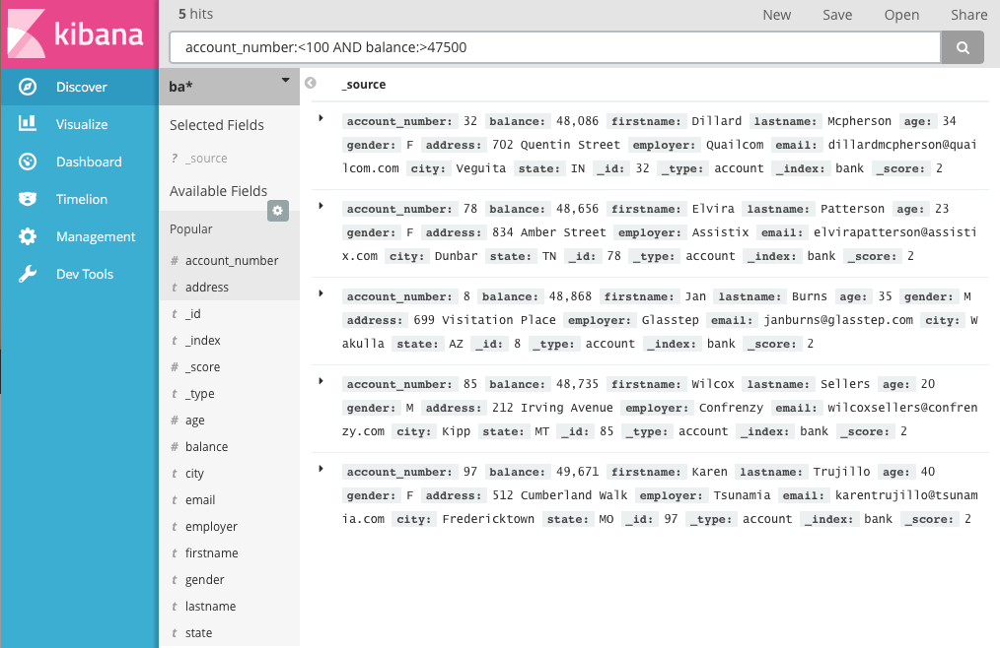 kibana
Discover
Visualize
Dashboard
Timelion
Management
Dev Tools
5 hits
New Save Open Share
account_number:<100 AND balance:>47500
ba*
Selected Fields
? _source
Available Fields
Popular
# account_number
t address
t _id
t _index
# _score
t _type
# age
# balance
t city
t email
t employer
t firstname
t gender
t lastname
t state
_source
account_number: 32 balance: 48,086 firstname: Dillard lastname: Mcpherson age: 34
gender: F address: 702 Quentin Street employer: Quailcom email: dillardmcpherson@quai
lcom.com city: Veguita state: IN _id: 32 _type: account _index: bank _score: 2
account_number: 78 balance: 48,656 firstname: Elvira lastname: Patterson age: 23
gender: F address: 834 Amber Street employer: Assistix email: elvirapatterson@assisti
x.com city: Dunbar state: TN _id: 78 _type: account _index: bank _score: 2
account_number: 8 balance: 48,868 firstname: Jan lastname: Burns age: 35 gender: M
address: 699 Visitation Place employer: Glasstep email: janburns@glasstep.com city: W
akulla state: AZ _id: 8 _type: account _index: bank _score: 2
account_number: 85 balance: 48,735 firstname: Wilcox lastname: Sellers age: 20
gender: M address: 212 Irving Avenue employer: Confrenzy email: wilcoxsellers@confren
zy.com city: Kipp state: MT _id: 85 _type: account _index: bank _score: 2
account_number: 97 balance: 49,671 firstname: Karen lastname: Trujillo age: 40
gender: F address: 512 Cumberland Walk employer: Tsunamia email: karentrujillo@tsunam
ia.com city: Fredericktown state: MO _id: 97 _type: account _index: bank _score: 2